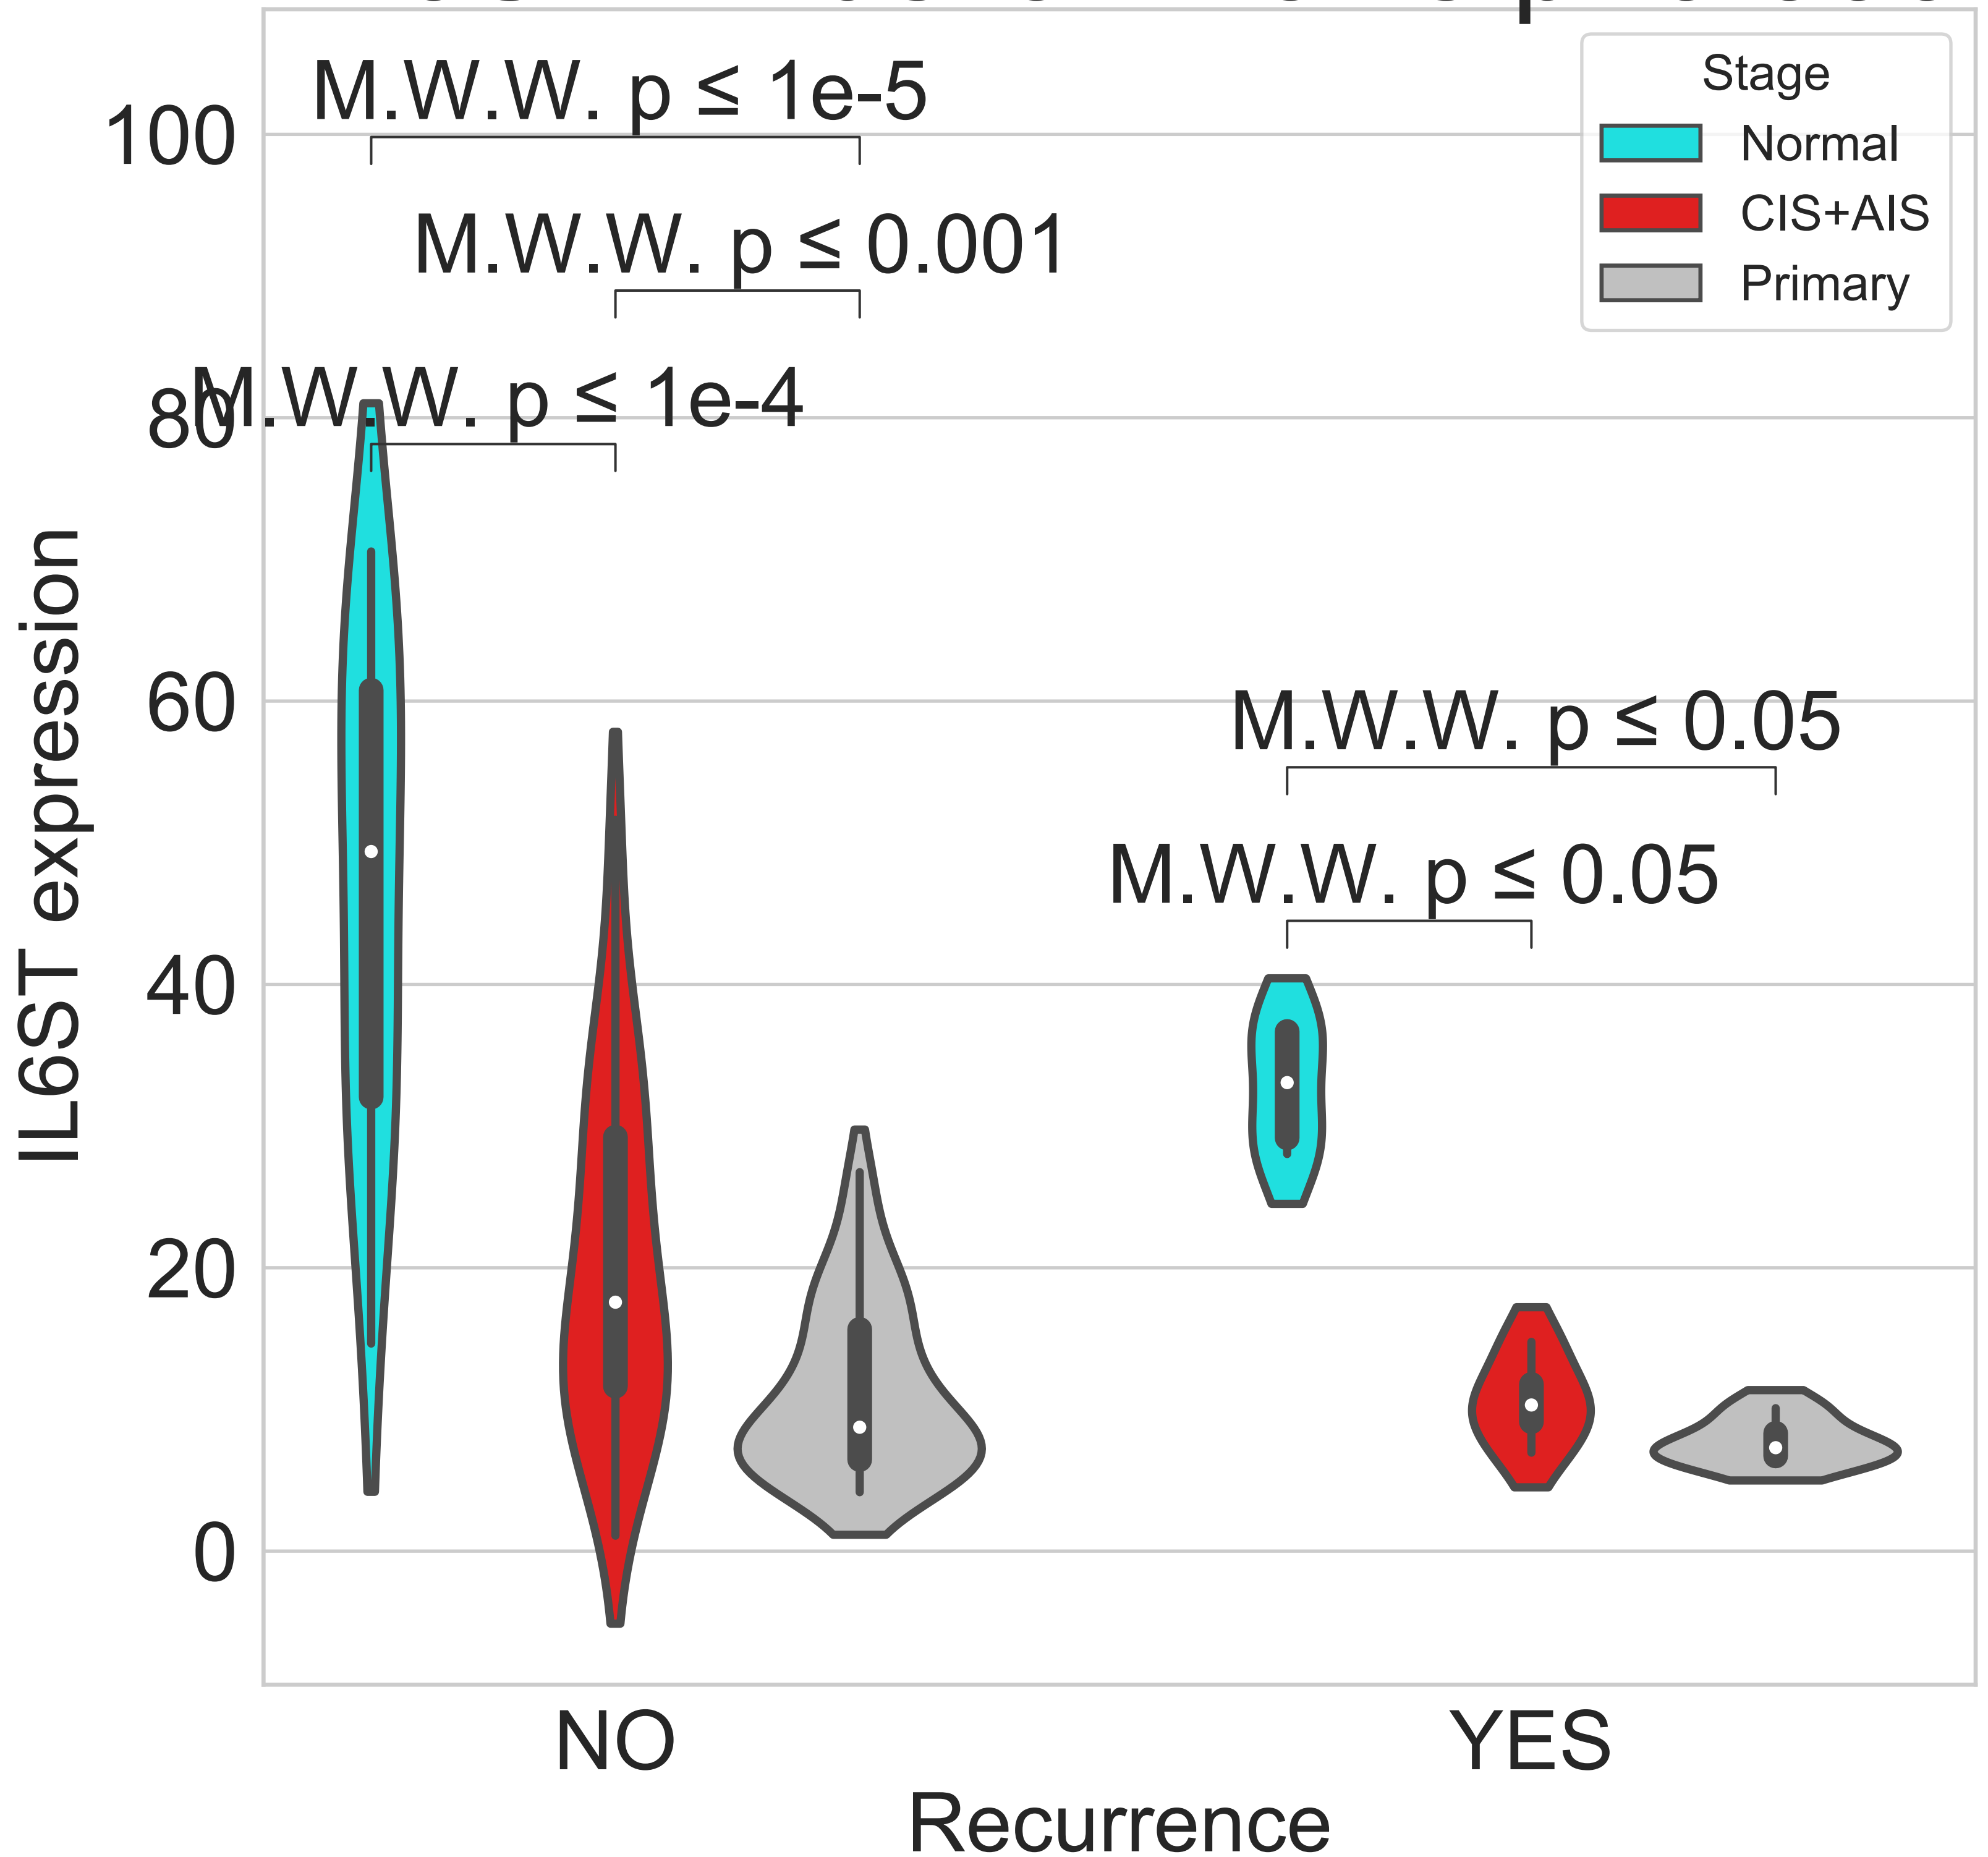 M.W.W. p ≤ 1e-5
Stage
Normal
CIS+AIS
Primary
100
M.W.W. p ≤ 0.001
M.W.W. p ≤ 1e-4
80
60
M.W.W. p ≤ 0.05
M.W.W. p ≤ 0.05
40
20
0
IL6ST expression
NO
YES
Recurrence